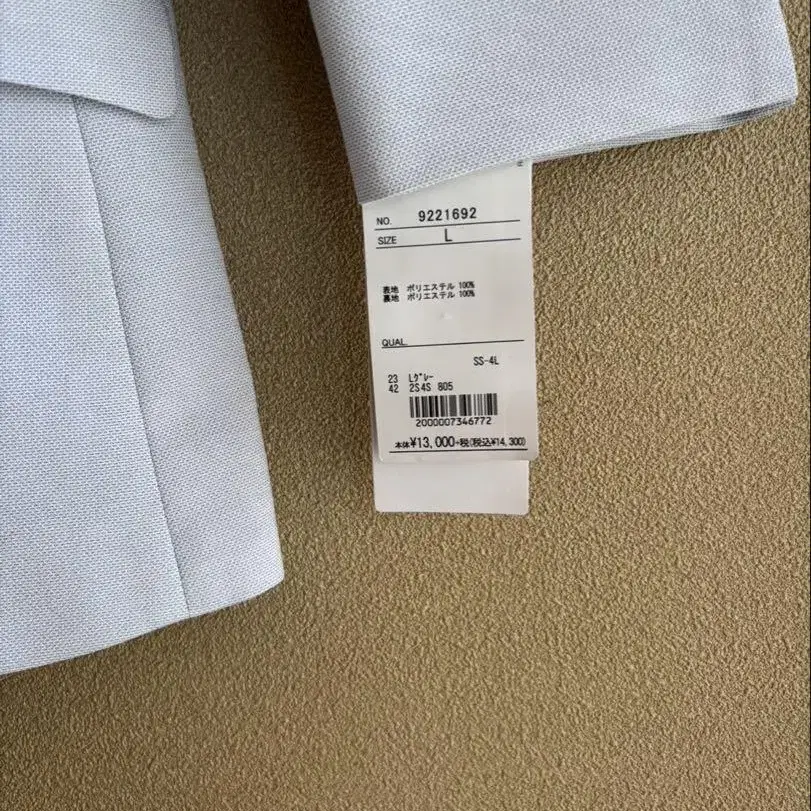 NO. 9221692
SIZE L
表地 ポリエステル 100%
裏地 ポリエステル 100%
QUAL.
SS-4L
23 Lグレー
42 2S4S 805
2000007346772
本体¥13,000+税(税込¥14,300)